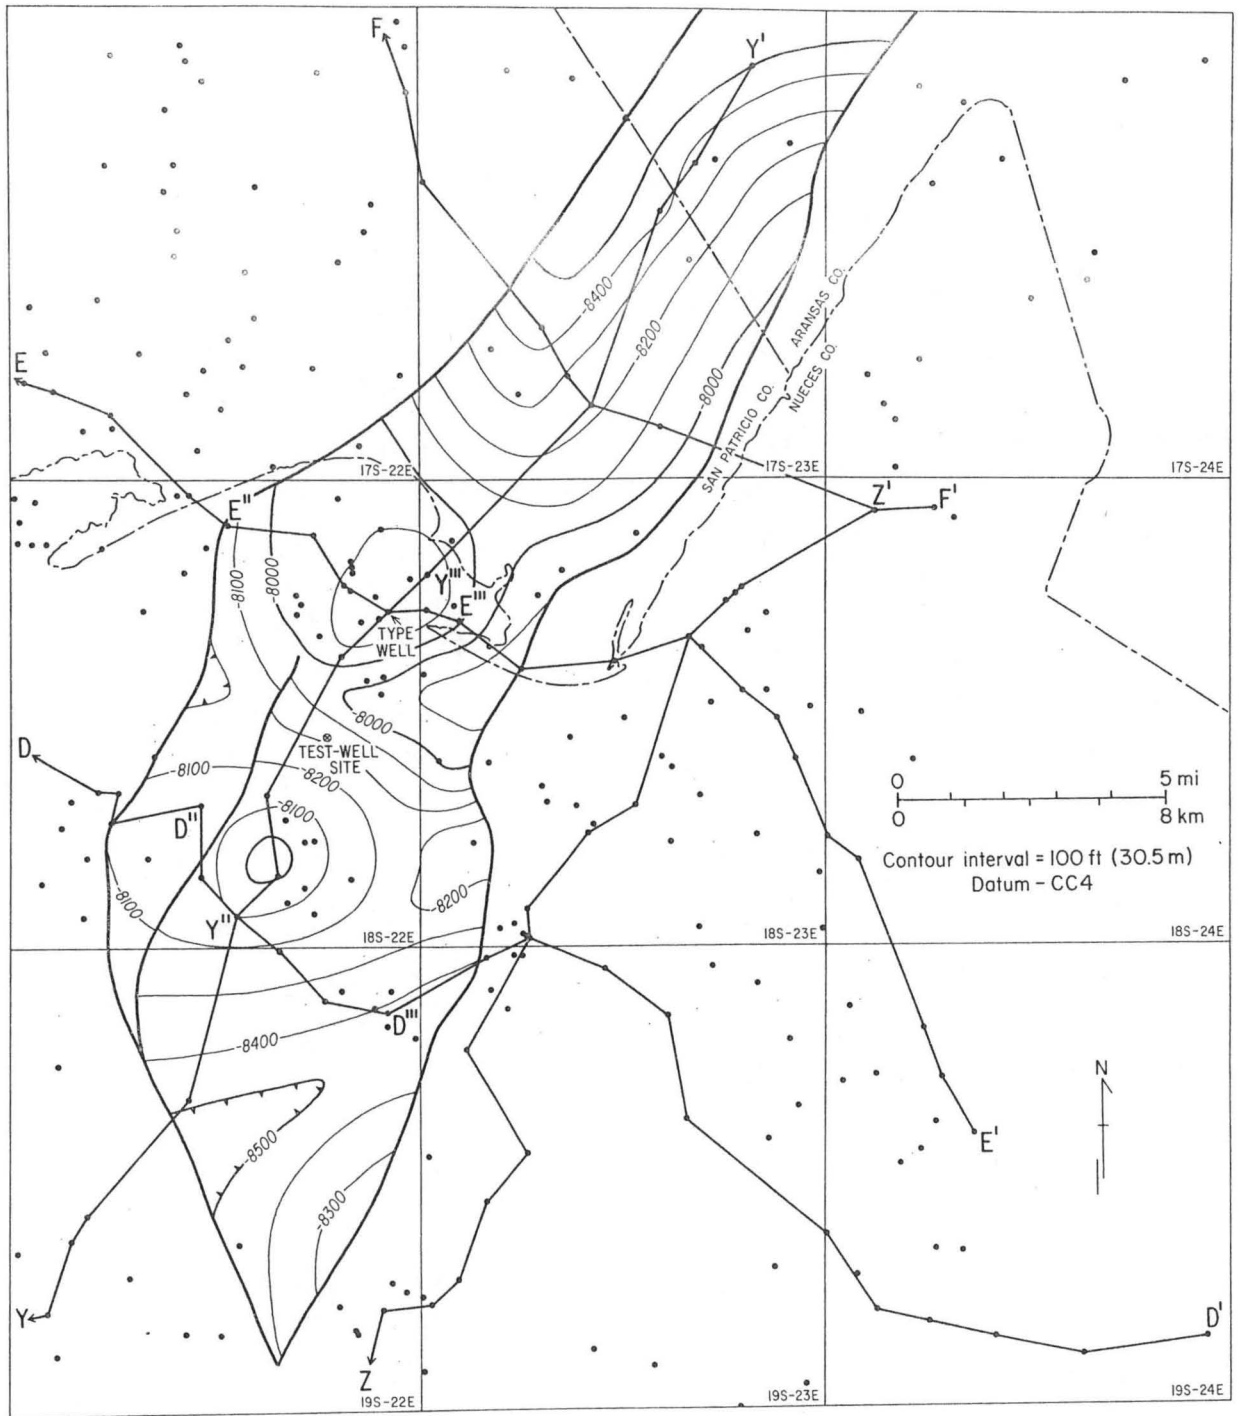 F
Y'
-8400
-8200
ARANSAS CO.
NUECES CO.
-8000
SAN PATRICIO CO.
E
17S-22E
17S-23E
17S-24E
E"
Z'
F'
-8100
-8000
Y'''
E'''
TYPE
WELL
-8000
D
TEST-WELL
SITE
-8100
-8200
-8100
D"
0 5 mi
0 8 km
Contour interval = 100 ft (30.5 m)
Datum - CC4
-8100
-8200
Y"
18S-22E
18S-23E
18S-24E
D'''
-8400
N
-8500
E'
-8300
Y
D'
Z
19S-22E
19S-23E
19S-24E